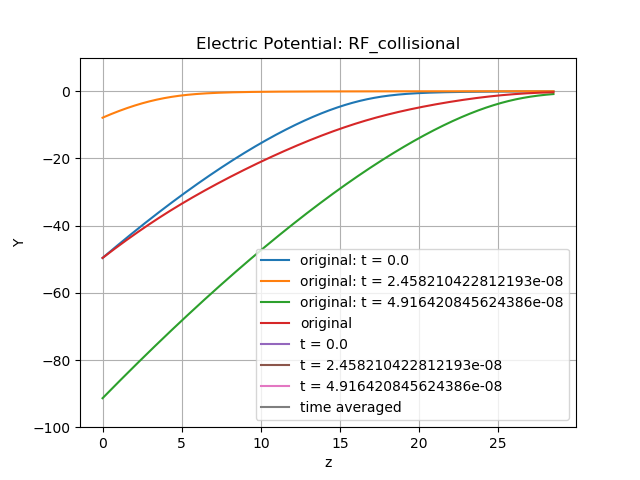 Electric Potential: RF_collisional
0
−20
−40
−60
−80
−100
Y
original: t = 0.0
original: t = 2.458210422812193e-08
original: t = 4.916420845624386e-08
original
t = 0.0
t = 2.458210422812193e-08
t = 4.916420845624386e-08
time averaged
0 5 10 15 20 25
z